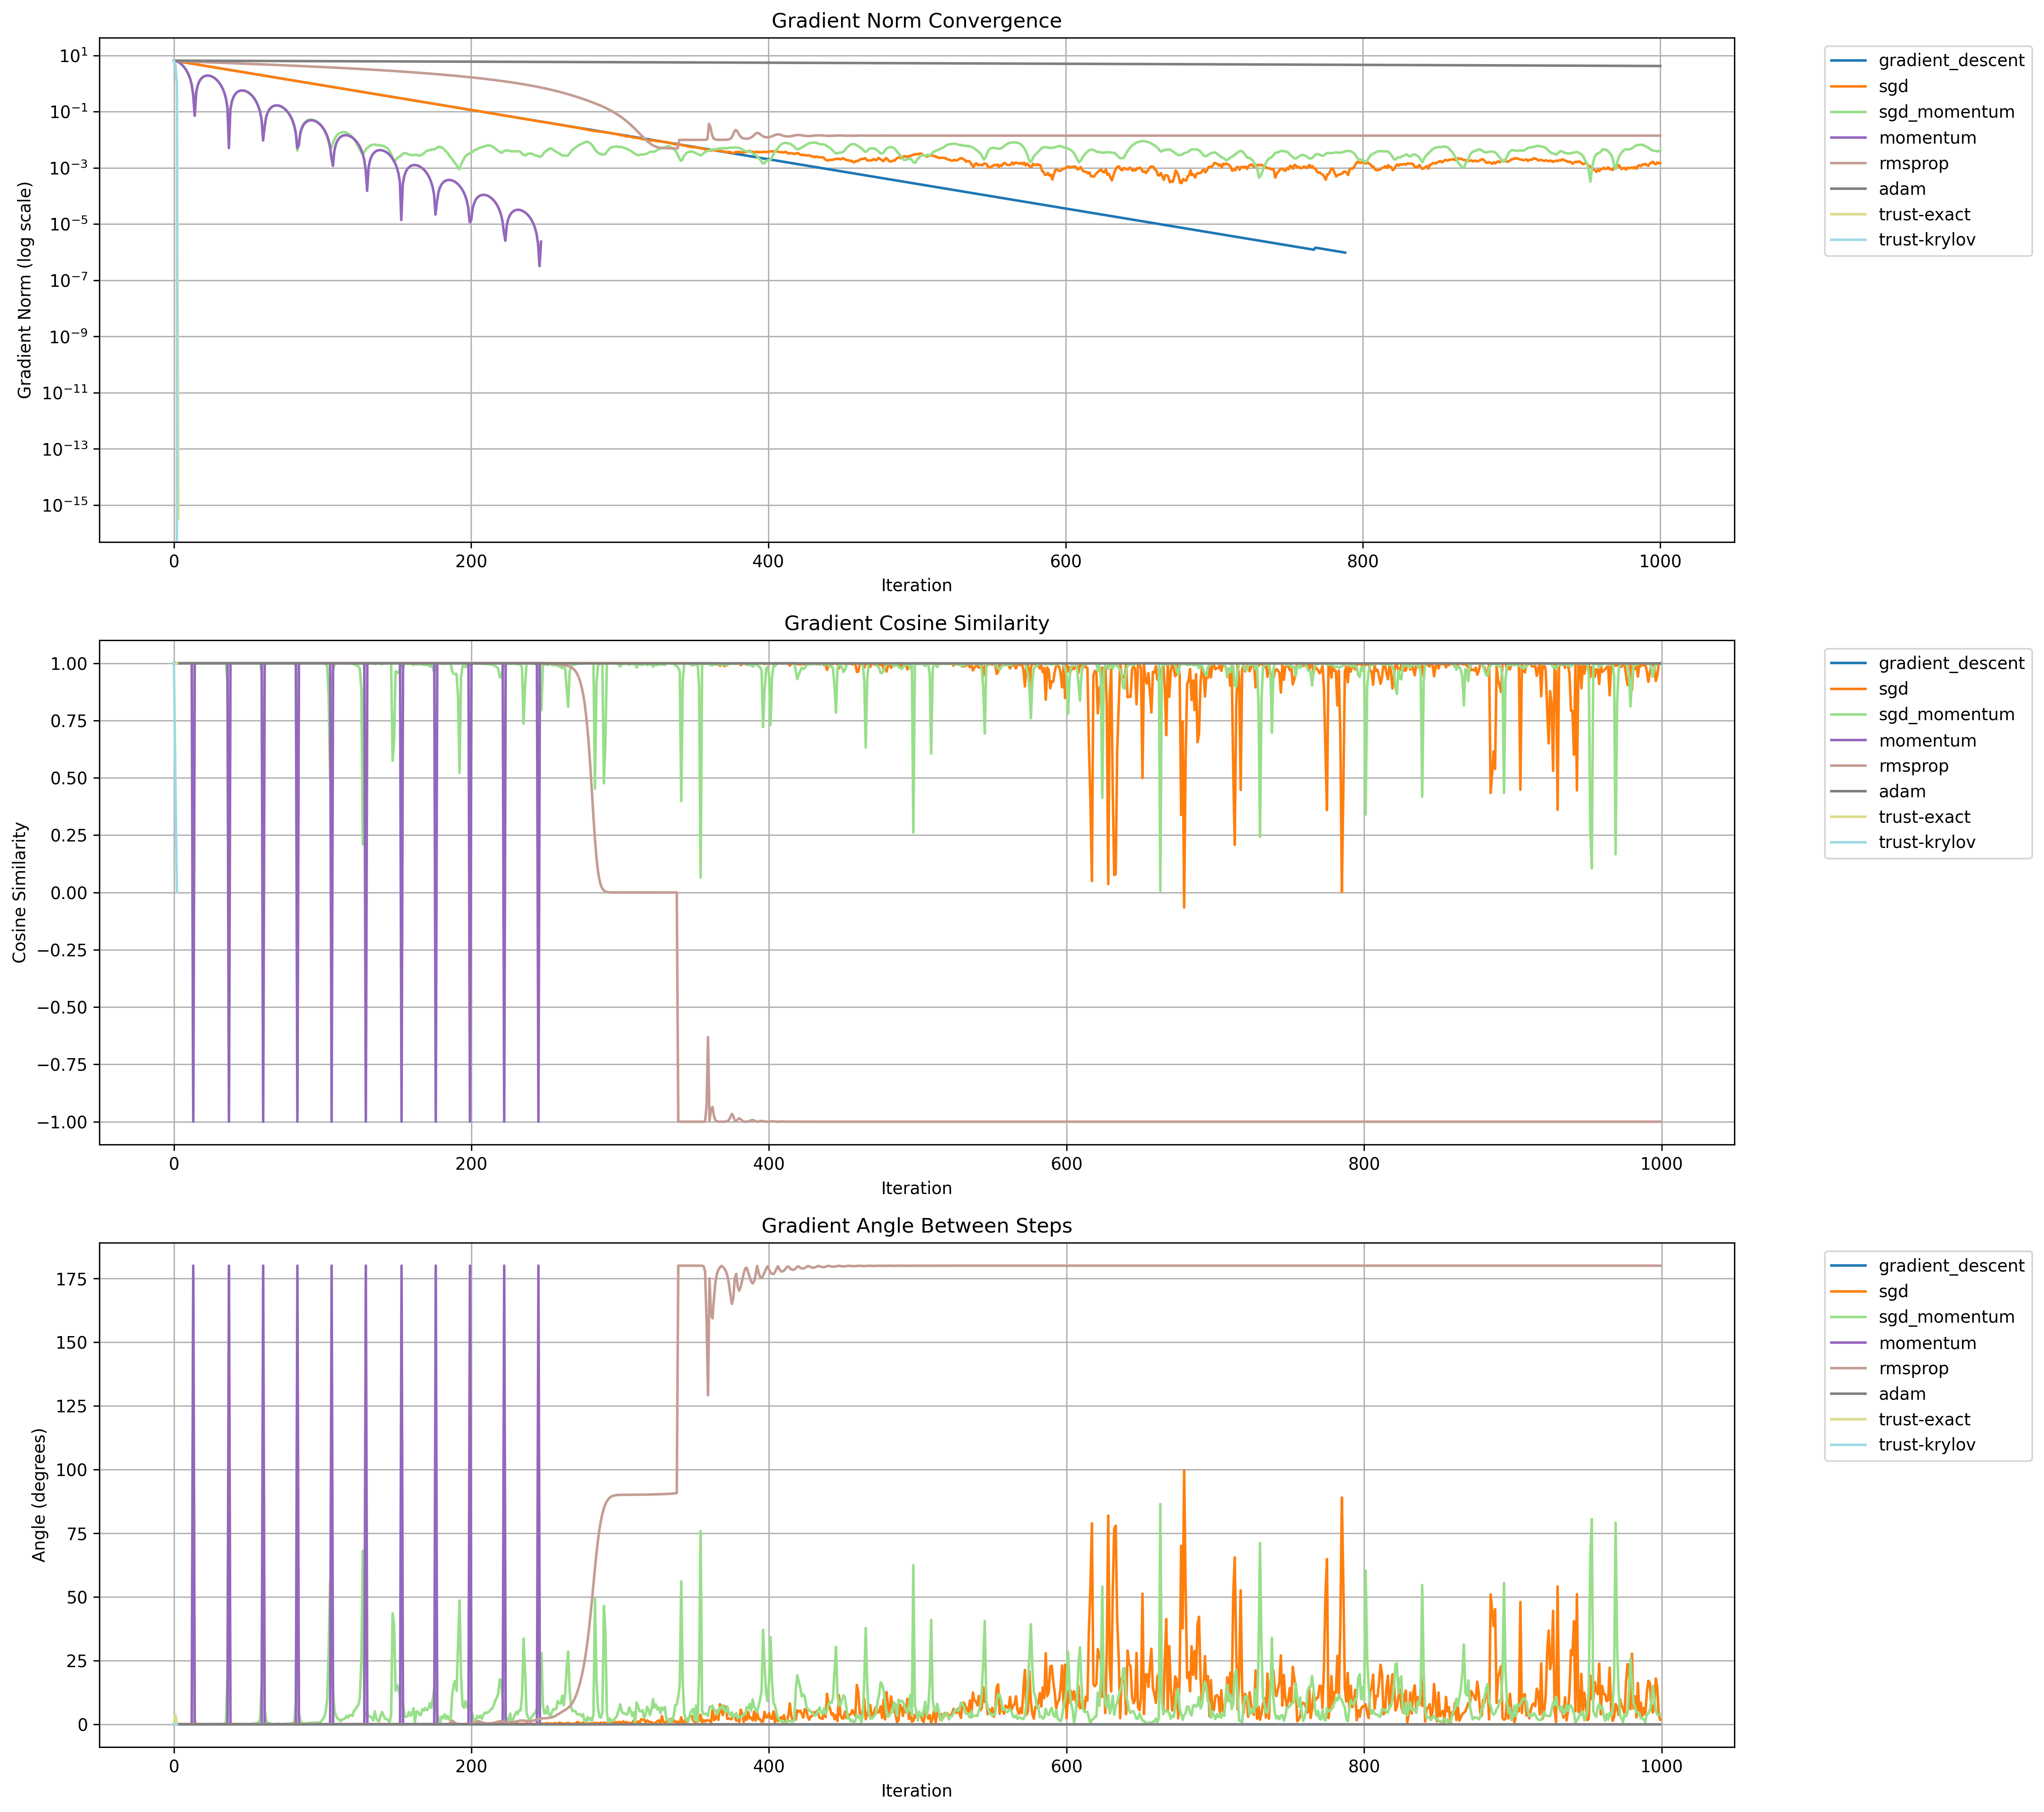 Gradient Norm Convergence
Gradient Norm (log scale)
10¹
10⁻¹
10⁻³
10⁻⁵
10⁻⁷
10⁻⁹
10⁻¹¹
10⁻¹³
10⁻¹⁵
0 200 400 600 800 1000
Iteration
gradient_descent
sgd
sgd_momentum
momentum
rmsprop
adam
trust-exact
trust-krylov
Gradient Cosine Similarity
Cosine Similarity
1.00
0.75
0.50
0.25
0.00
−0.25
−0.50
−0.75
−1.00
0 200 400 600 800 1000
Iteration
gradient_descent
sgd
sgd_momentum
momentum
rmsprop
adam
trust-exact
trust-krylov
Gradient Angle Between Steps
Angle (degrees)
175
150
125
100
75
50
25
0
0 200 400 600 800 1000
Iteration
gradient_descent
sgd
sgd_momentum
momentum
rmsprop
adam
trust-exact
trust-krylov